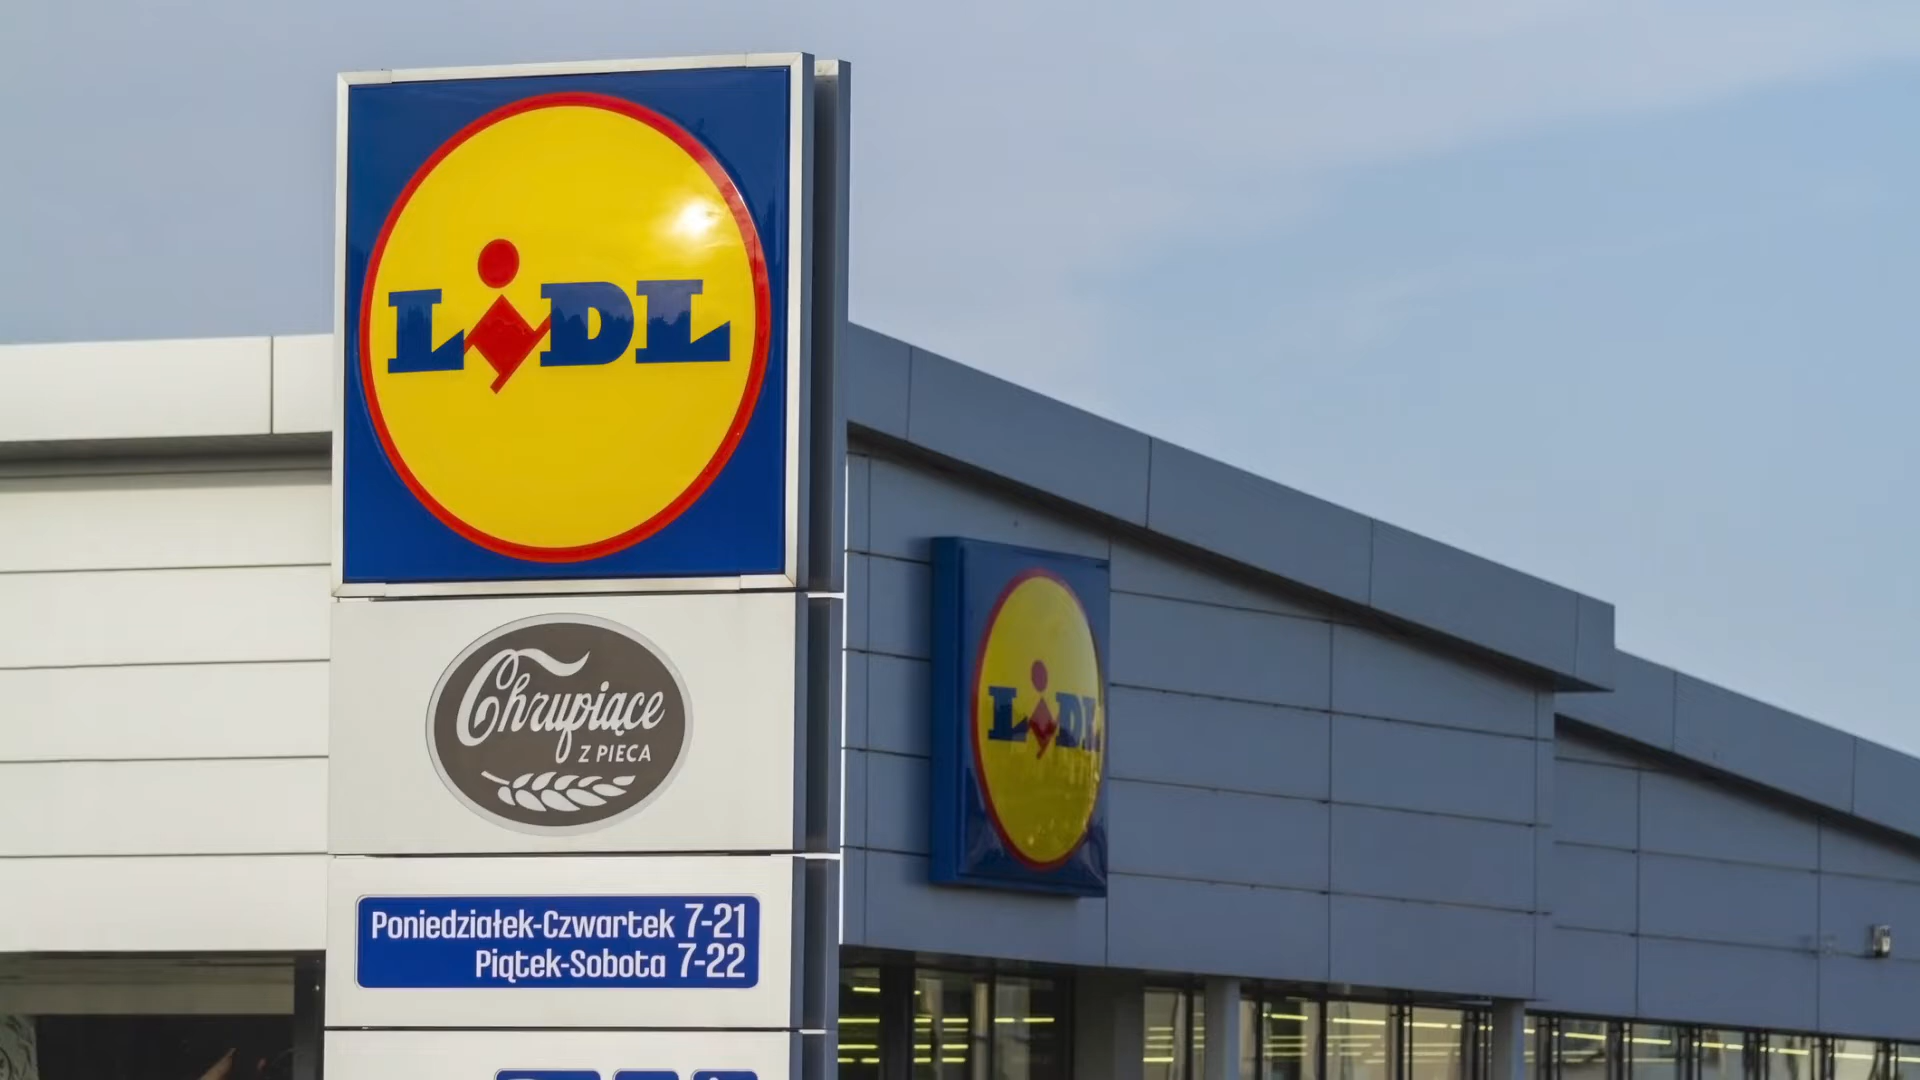 LiDL
Chrupiące
Z PIECA
Poniedziałek-Czwartek 7-21
Piątek-Sobota 7-22
LiDL